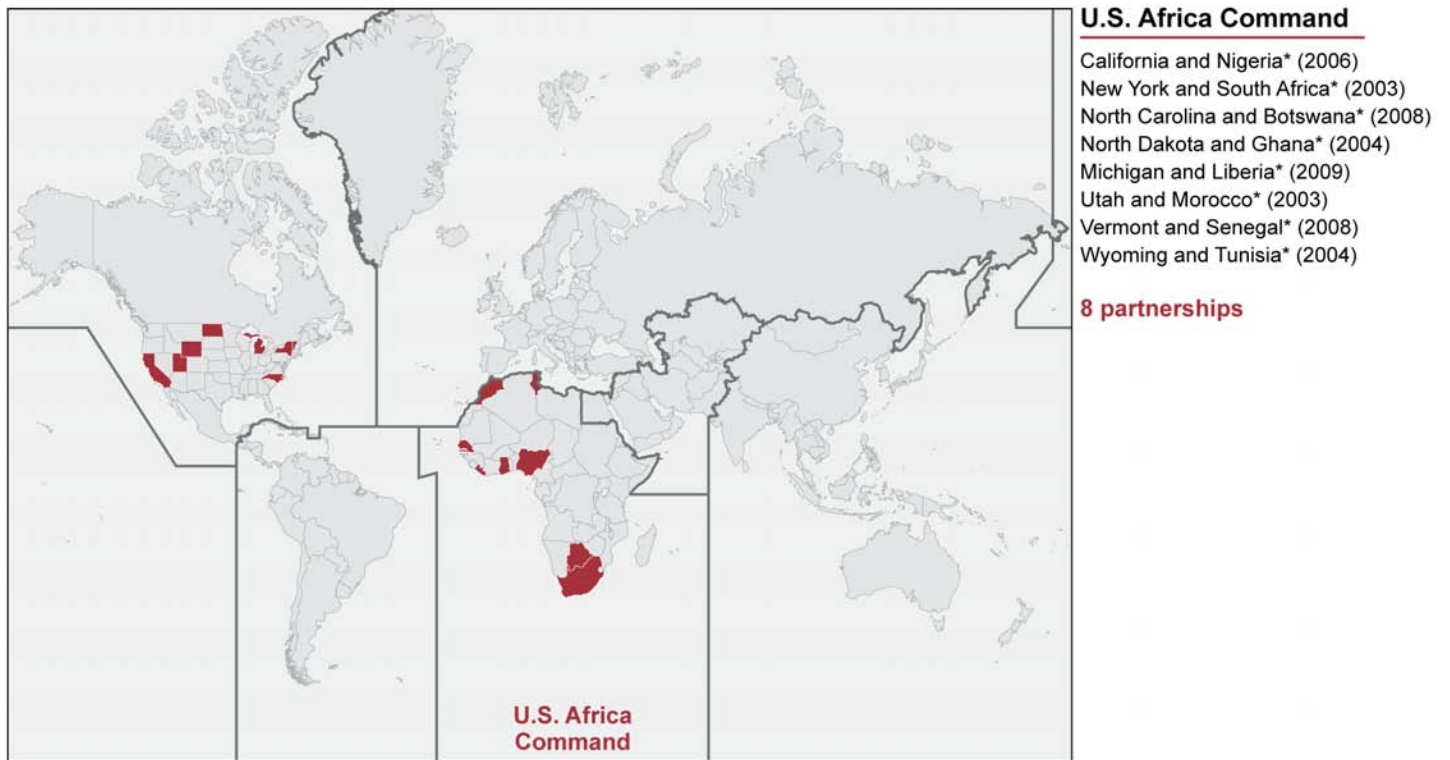 U.S. Africa Command
California and Nigeria* (2006)
New York and South Africa* (2003)
North Carolina and Botswana* (2008)
North Dakota and Ghana* (2004)
Michigan and Liberia* (2009)
Utah and Morocco* (2003)
Vermont and Senegal* (2008)
Wyoming and Tunisia* (2004)
8 partnerships
U.S. Africa
Command